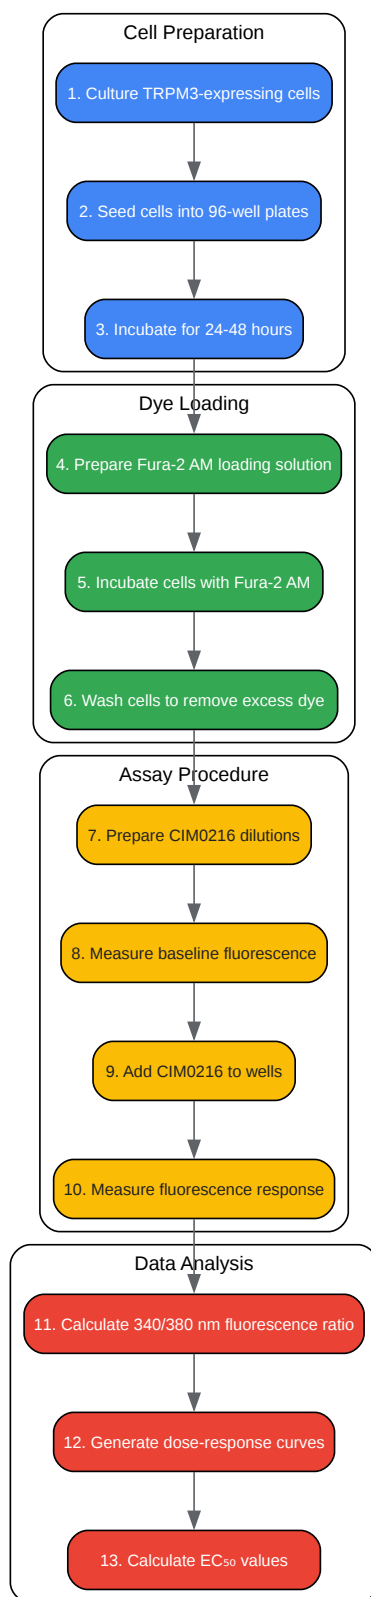 Cell Preparation
1. Culture TRPM3-expressing cells
2. Seed cells into 96-well plates
3. Incubate for 24-48 hours
Dye Loading
4. Prepare Fura-2 AM loading solution
5. Incubate cells with Fura-2 AM
6. Wash cells to remove excess dye
Assay Procedure
7. Prepare CIM0216 dilutions
8. Measure baseline fluorescence
9. Add CIM0216 to wells
10. Measure fluorescence response
Data Analysis
11. Calculate 340/380 nm fluorescence ratio
12. Generate dose-response curves
13. Calculate EC₅₀ values